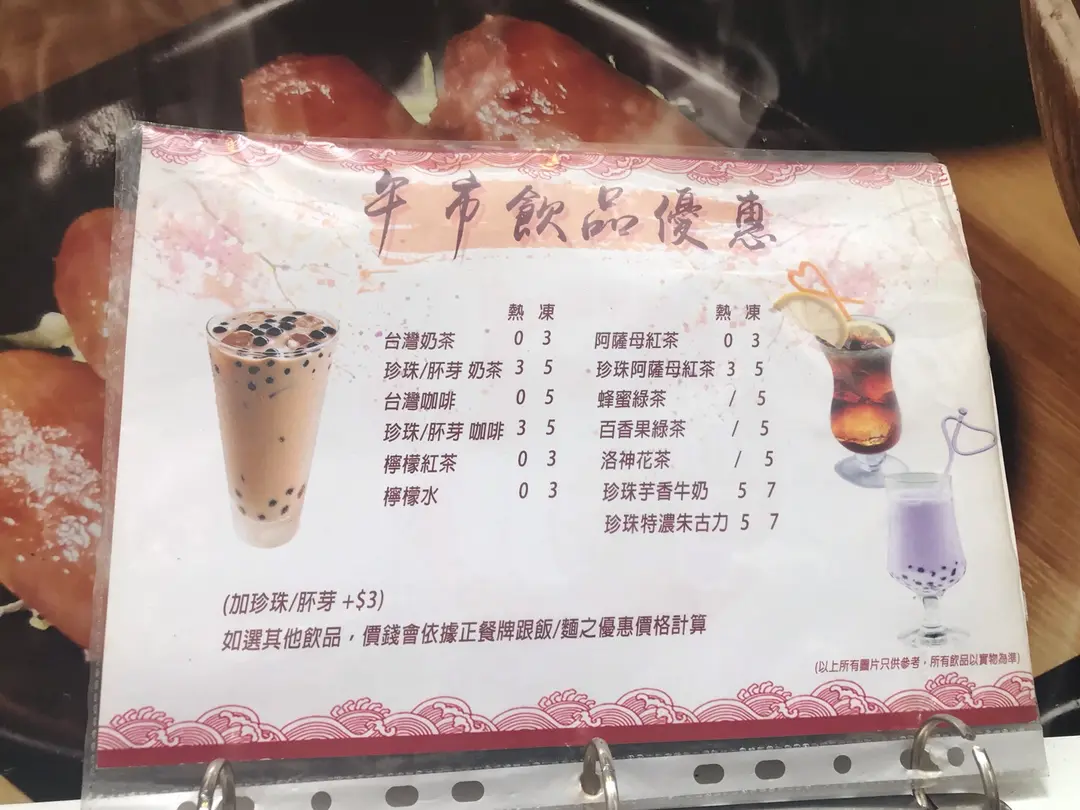 午市飲品優惠
熱 凍
台灣奶茶 0 3
珍珠/胚芽 奶茶 3 5
台灣咖啡 0 5
珍珠/胚芽 咖啡 3 5
檸檬紅茶 0 3
檸檬水 0 3
熱 凍
阿薩母紅茶 0 3
珍珠阿薩母紅茶 3 5
蜂蜜綠茶 / 5
百香果綠茶 / 5
洛神花茶 / 5
珍珠芋香牛奶 5 7
珍珠特濃朱古力 5 7
(加珍珠/胚芽 +$3)
如選其他飲品，價錢會依據正餐牌跟飯/麵之優惠價格計算
(以上所有圖片只供參考，所有飲品以實物為準)